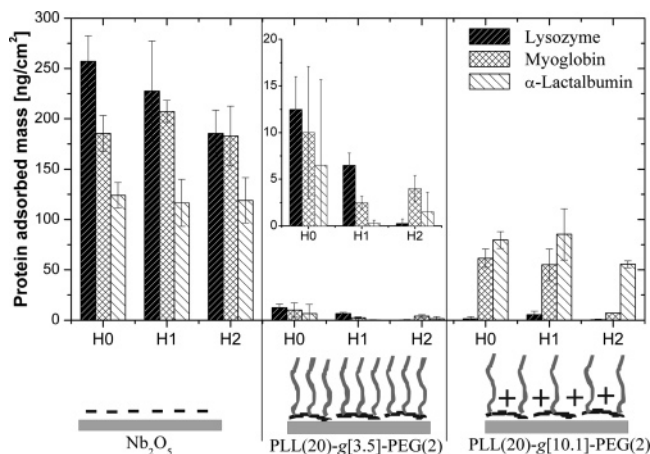 Protein adsorbed mass [ng/cm²]
300
250
200
150
100
50
0
H0 H1 H2
Nb₂O₅
20
15
10
5
0
H0 H1 H2
H0 H1 H2
PLL(20)-g[3.5]-PEG(2)
Lysozyme
Myoglobin
α-Lactalbumin
H0 H1 H2
+ + + +
PLL(20)-g[10.1]-PEG(2)